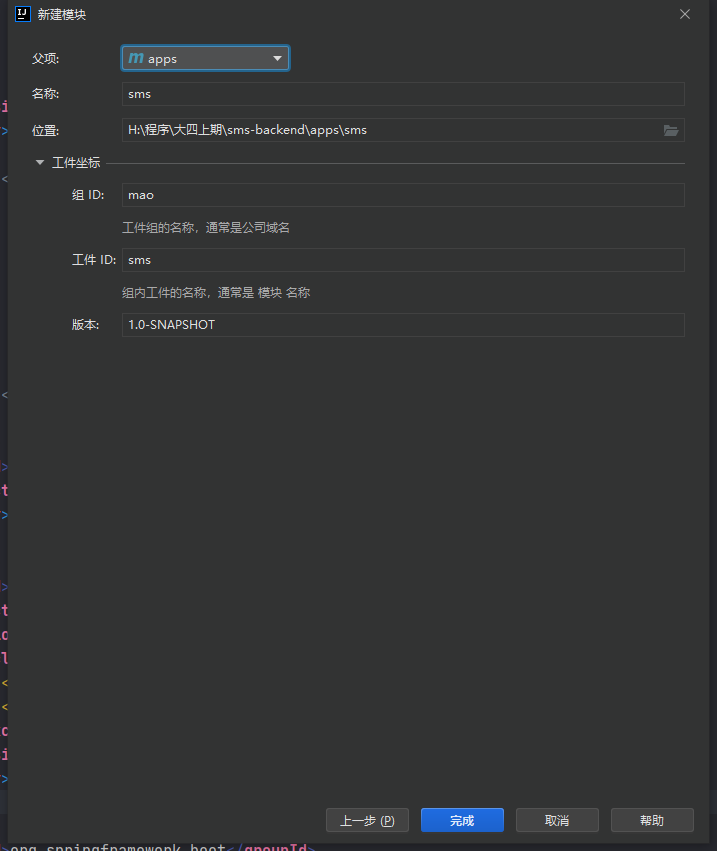 新建模块
父项:
m apps
名称:
sms
位置:
H:\程序\大四上期\sms-backend\apps\sms
工件坐标
组 ID:
mao
工件组的名称，通常是公司域名
工件 ID:
sms
组内工件的名称，通常是 模块 名称
版本:
1.0-SNAPSHOT
上一步 (P)
完成
取消
帮助
>org.springframework.boot</groupId>